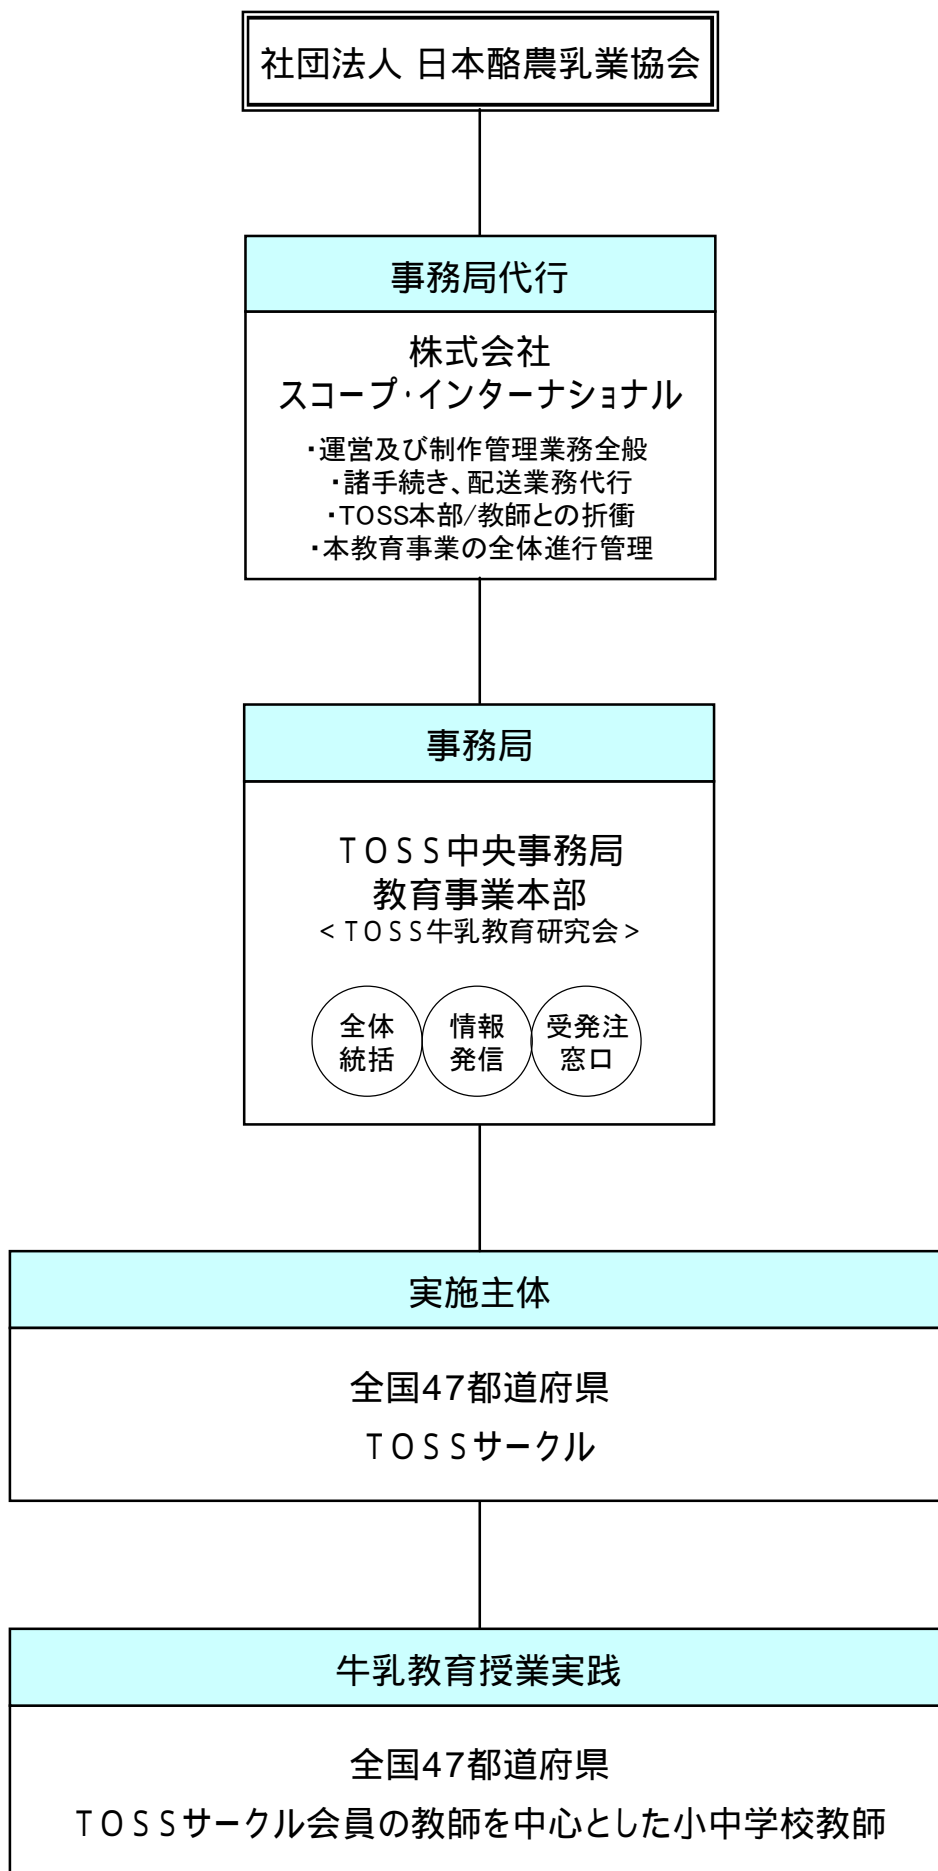 社団法人 日本酪農乳業協会
事務局代行
株式会社
スコープ・インターナショナル
・運営及び制作管理業務全般
・諸手続き、配送業務代行
・TOSS本部/教師との折衝
・本教育事業の全体進行管理
事務局
TOSS中央事務局
教育事業本部
<TOSS牛乳教育研究会>
全体
統括
情報
発信
受発注
窓口
実施主体
全国47都道府県
TOSSサークル
牛乳教育授業実践
全国47都道府県
TOSSサークル会員の教師を中心とした小中学校教師